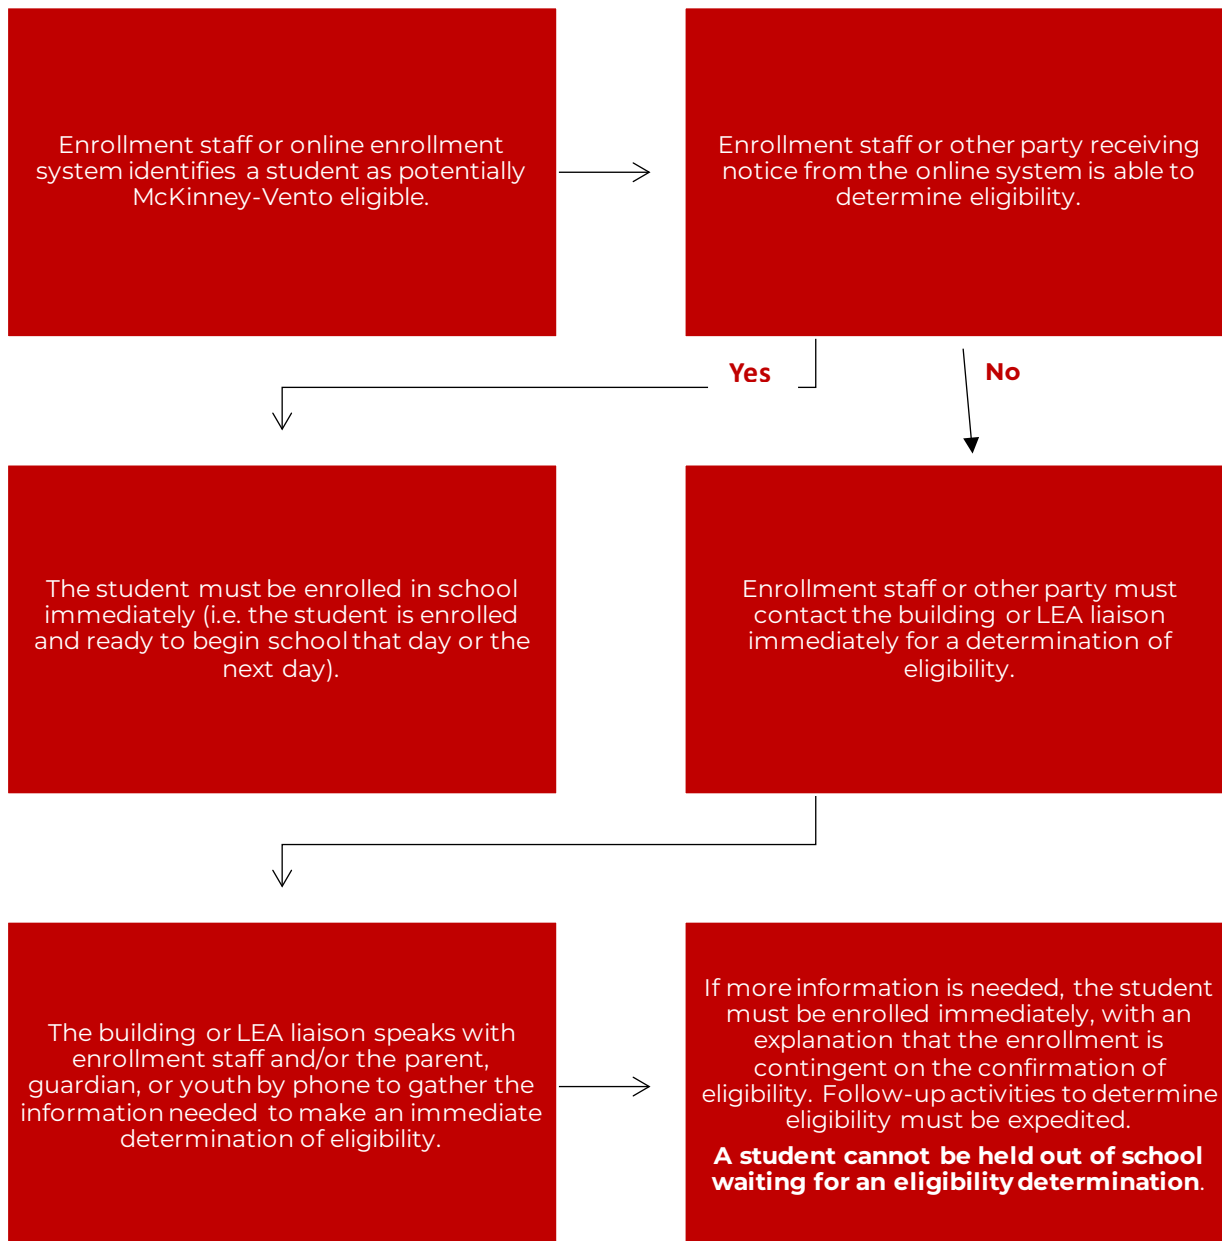 Enrollment staff or online enrollment
system identifies a student as potentially
McKinney-Vento eligible.
Enrollment staff or other party receiving
notice from the online system is able to
determine eligibility.
Yes
No
The student must be enrolled in school
immediately (i.e. the student is enrolled
and ready to begin school that day or the
next day).
Enrollment staff or other party must
contact the building or LEA liaison
immediately for a determination of
eligibility.
The building or LEA liaison speaks with
enrollment staff and/or the parent,
guardian, or youth by phone to gather the
information needed to make an immediate
determination of eligibility.
If more information is needed, the student
must be enrolled immediately, with an
explanation that the enrollment is
contingent on the confirmation of
eligibility. Follow-up activities to determine
eligibility must be expedited.
A student cannot be held out of school
waiting for an eligibility determination.